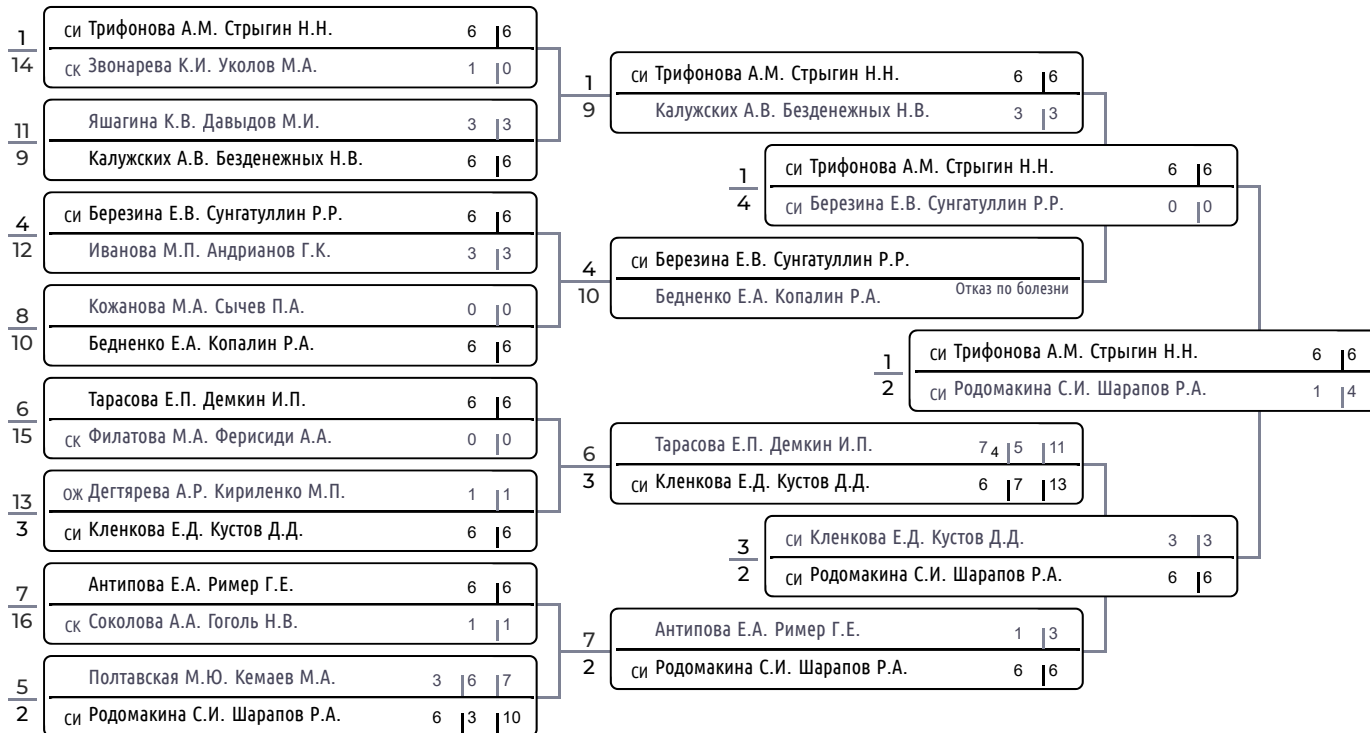 1
14
си Трифонова А.М. Стрыгин Н.Н. 6 6
ск Звонарева К.И. Уколов М.А. 1 0
11
9
Яшагина К.В. Давыдов М.И. 3 3
Калужских А.В. Безденежных Н.В. 6 6
4
12
си Березина Е.В. Сунгатуллин Р.Р. 6 6
Иванова М.П. Андрианов Г.К. 3 3
8
10
Кожанова М.А. Сычев П.А. 0 0
Бедненко Е.А. Копалин Р.А. 6 6
6
15
Тарасова Е.П. Демкин И.П. 6 6
ск Филатова М.А. Ферисиди А.А. 0 0
13
3
ож Дегтярева А.Р. Кириленко М.П. 1 1
си Кленкова Е.Д. Кустов Д.Д. 6 6
7
16
Антипова Е.А. Ример Г.Е. 6 6
ск Соколова А.А. Гоголь Н.В. 1 1
5
2
Полтавская М.Ю. Кемаев М.А. 3 6 7
си Родомакина С.И. Шарапов Р.А. 6 3 10
1
9
си Трифонова А.М. Стрыгин Н.Н. 6 6
Калужских А.В. Безденежных Н.В. 3 3
4
10
си Березина Е.В. Сунгатуллин Р.Р.
Бедненко Е.А. Копалин Р.А. Отказ по болезни
6
3
Тарасова Е.П. Демкин И.П. 7 4 5 11
си Кленкова Е.Д. Кустов Д.Д. 6 7 13
7
2
Антипова Е.А. Ример Г.Е. 1 3
си Родомакина С.И. Шарапов Р.А. 6 6
1
4
си Трифонова А.М. Стрыгин Н.Н. 6 6
си Березина Е.В. Сунгатуллин Р.Р. 0 0
3
2
си Кленкова Е.Д. Кустов Д.Д. 3 3
си Родомакина С.И. Шарапов Р.А. 6 6
1
2
си Трифонова А.М. Стрыгин Н.Н. 6 6
си Родомакина С.И. Шарапов Р.А. 1 4